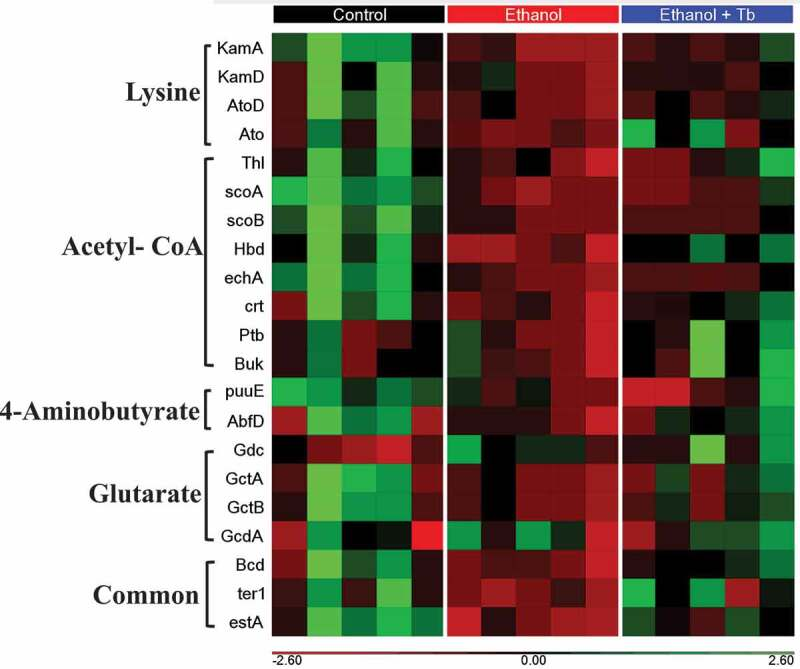 Control Ethanol Ethanol + Tb
Lysine
KamA
KamD
AtoD
Ato
Acetyl- CoA
Thl
scoA
scoB
Hbd
echA
crt
Ptb
Buk
4-Aminobutyrate
puuE
AbfD
Glutarate
Gdc
GctA
GctB
GcdA
Common
Bcd
ter1
estA
-2.60 0.00 2.60